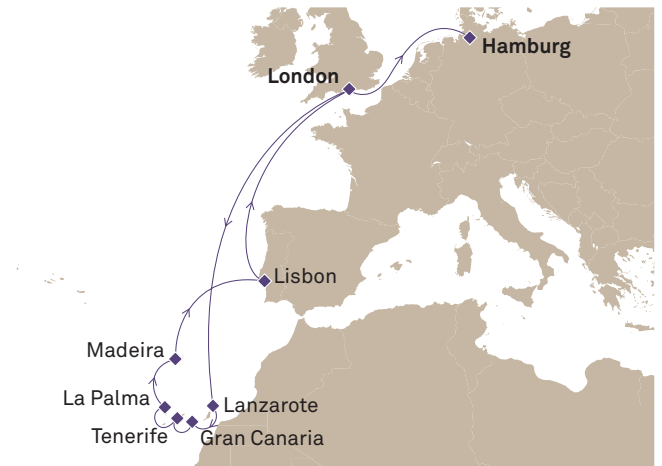 Hamburg
London
Lisbon
Madeira
La Palma
Lanzarote
Tenerife
Gran Canaria